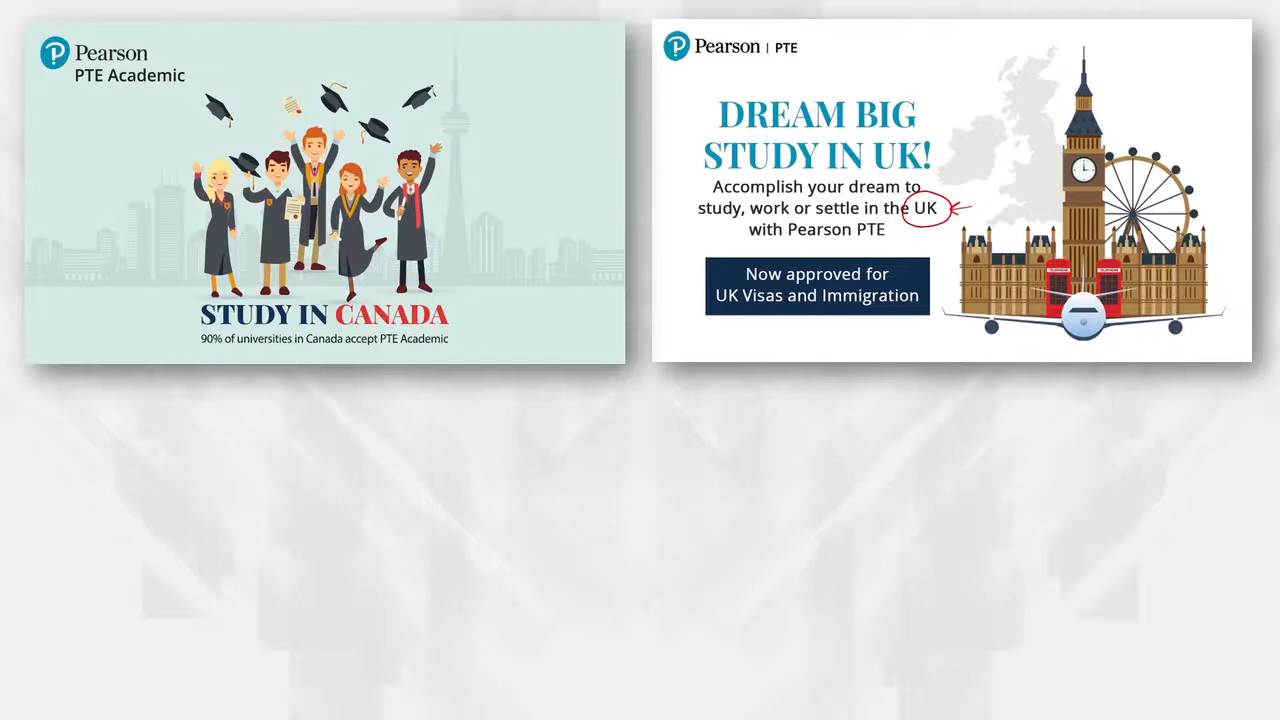 Pearson
PTE Academic
STUDY IN CANADA
90% of universities in Canada accept PTE Academic
Pearson | PTE
DREAM BIG
STUDY IN UK!
Accomplish your dream to
study, work or settle in the UK
with Pearson PTE
Now approved for
UK Visas and Immigration
TELEPHONE
TELEPHONE